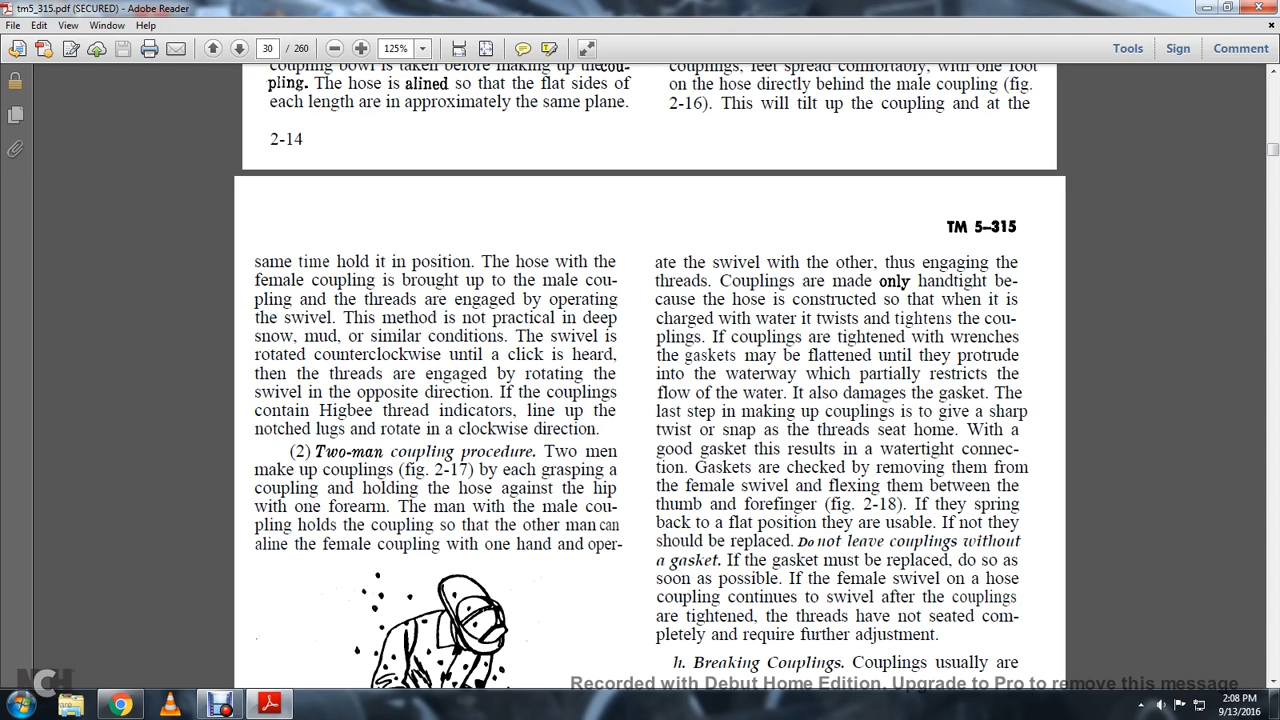 tm5_315.pdf (SECURED) - Adobe Reader
File Edit View Window Help
30 / 260 125% Tools Sign Comment
coupling bowl is taken before making up the cou-
pling. The hose is alined so that the flat sides of
each length are in approximately the same plane.
2-14
couplings, feet spread comfortably, with one foot
on the hose directly behind the male coupling (fig.
2-16). This will tilt up the coupling and at the
TM 5-315
same time hold it in position. The hose with the
female coupling is brought up to the male cou-
pling and the threads are engaged by operating
the swivel. This method is not practical in deep
snow, mud, or similar conditions. The swivel is
rotated counterclockwise until a click is heard,
then the threads are engaged by rotating the
swivel in the opposite direction. If the couplings
contain Higbee thread indicators, line up the
notched lugs and rotate in a clockwise direction.
(2) Two-man coupling procedure. Two men
make up couplings (fig. 2-17) by each grasping a
coupling and holding the hose against the hip
with one forearm. The man with the male cou-
pling holds the coupling so that the other man can
aline the female coupling with one hand and oper-
ate the swivel with the other, thus engaging the
threads. Couplings are made only handtight be-
cause the hose is constructed so that when it is
charged with water it twists and tightens the cou-
plings. If couplings are tightened with wrenches
the gaskets may be flattened until they protrude
into the waterway which partially restricts the
flow of the water. It also damages the gasket. The
last step in making up couplings is to give a sharp
twist or snap as the threads seat home. With a
good gasket this results in a watertight connec-
tion. Gaskets are checked by removing them from
the female swivel and flexing them between the
thumb and forefinger (fig. 2-18). If they spring
back to a flat position they are usable. If not they
should be replaced. Do not leave couplings without
a gasket. If the gasket must be replaced, do so as
soon as possible. If the female swivel on a hose
coupling continues to swivel after the couplings
are tightened, the threads have not seated com-
pletely and require further adjustment.
h. Breaking Couplings. Couplings usually are
Recorded with Debut Home Edition. Upgrade to Pro to remove this message
NCH
2:08 PM
9/13/2016